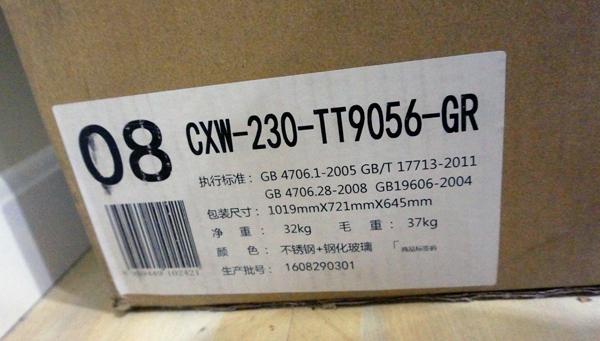 08
CXW-230-TT9056-GR
执行标准：GB 4706.1-2005 GB/T 17713-2011
GB 4706.28-2008 GB19606-2004
包装尺寸：1019mmX721mmX645mm
净 重： 32kg 毛 重： 37kg
颜 色： 不锈钢+钢化玻璃
生产批号： 1608290301